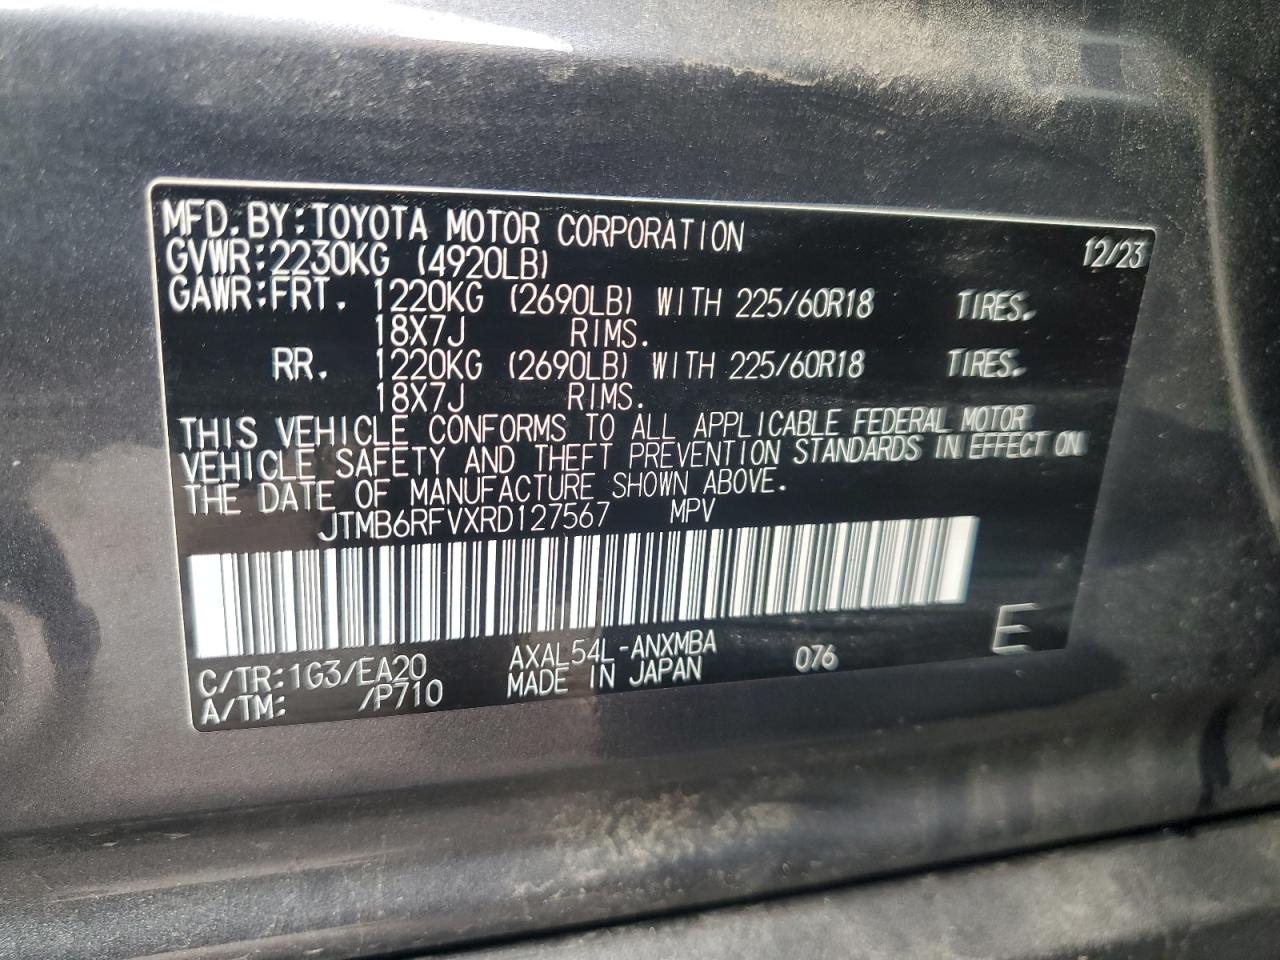 MFD.BY:TOYOTA MOTOR CORPORATION 12/23
GVWR:2230KG (4920LB)
GAWR:FRT. 1220KG (2690LB) WITH 225/60R18 TIRES.
18X7J RIMS.
RR. 1220KG (2690LB) WITH 225/60R18 TIRES.
18X7J RIMS.
THIS VEHICLE CONFORMS TO ALL APPLICABLE FEDERAL MOTOR
VEHICLE SAFETY AND THEFT PREVENTION STANDARDS IN EFFECT ON
THE DATE OF MANUFACTURE SHOWN ABOVE.
JTMB6RFVXRD127567 MPV
C/TR:1G3/EA20 AXAL54L-ANXMBA 076 E
A/TM: /P710 MADE IN JAPAN